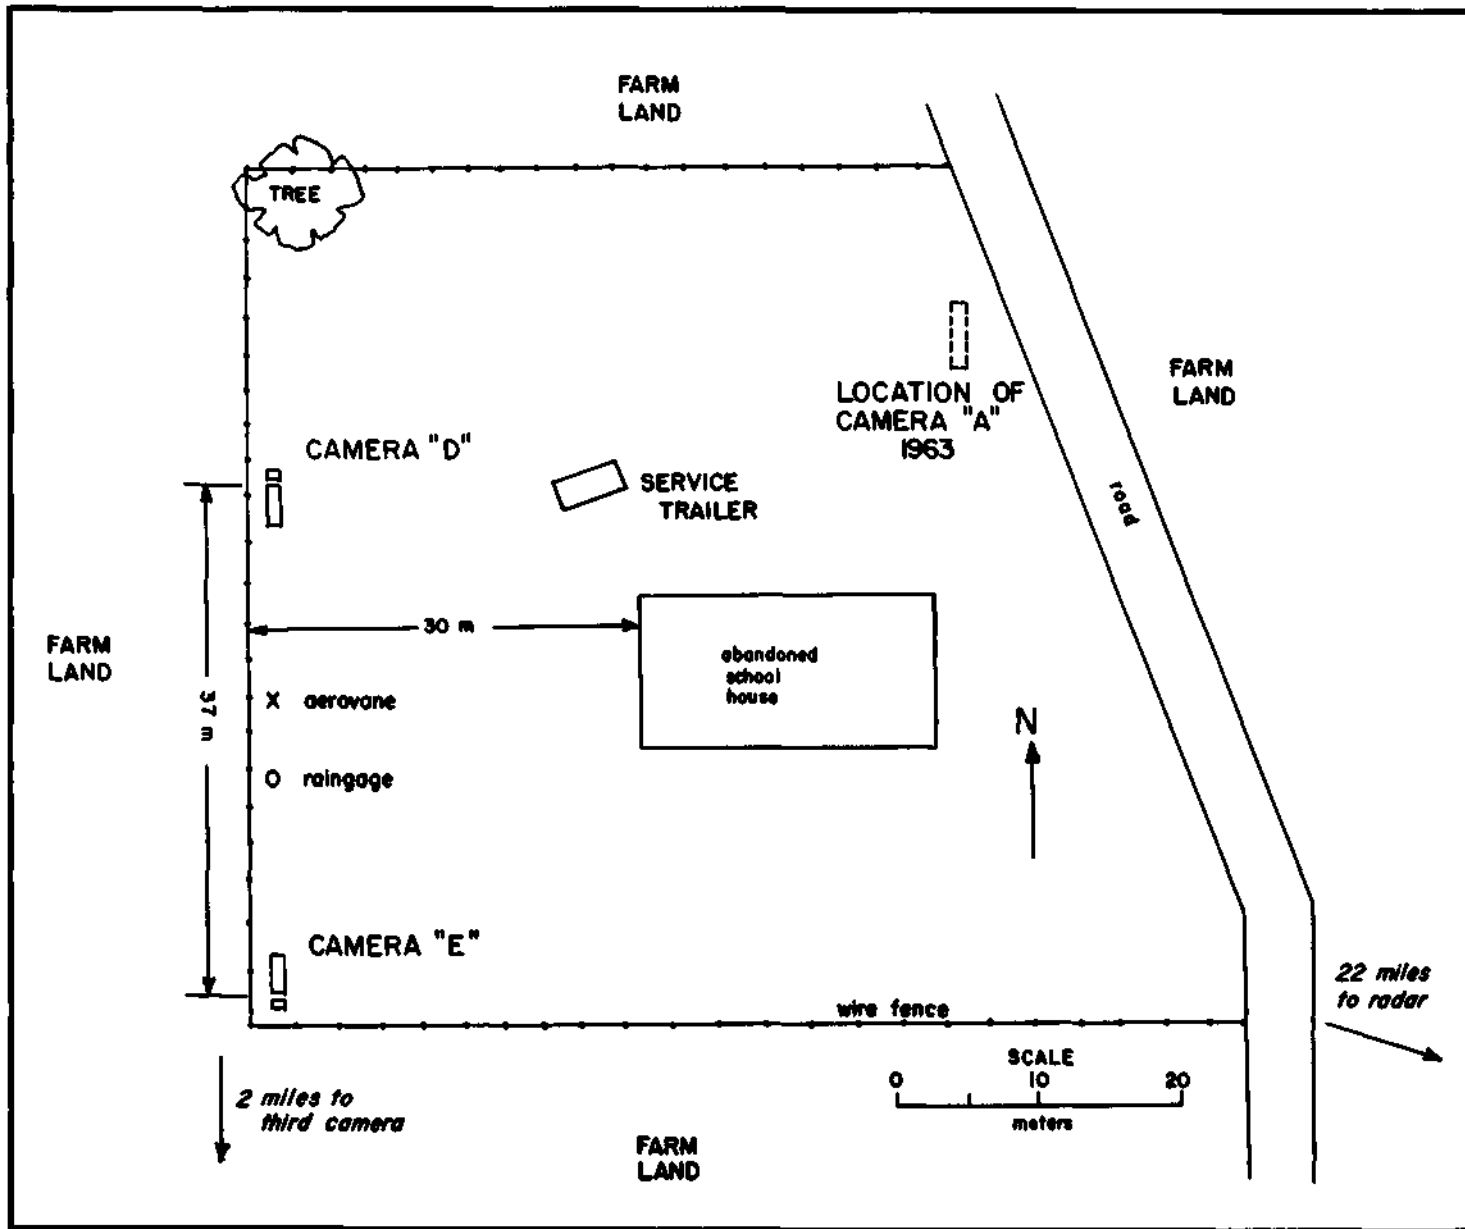 FARM
LAND
TREE
FARM
LAND
LOCATION OF
CAMERA "A"
1963
CAMERA "D"
SERVICE
TRAILER
road
30 m
FARM
LAND
abandoned
school
house
37 m
X aerovane
N
O raingage
CAMERA "E"
22 miles
to radar
wire fence
SCALE
0 10 20
meters
2 miles to
third camera
FARM
LAND